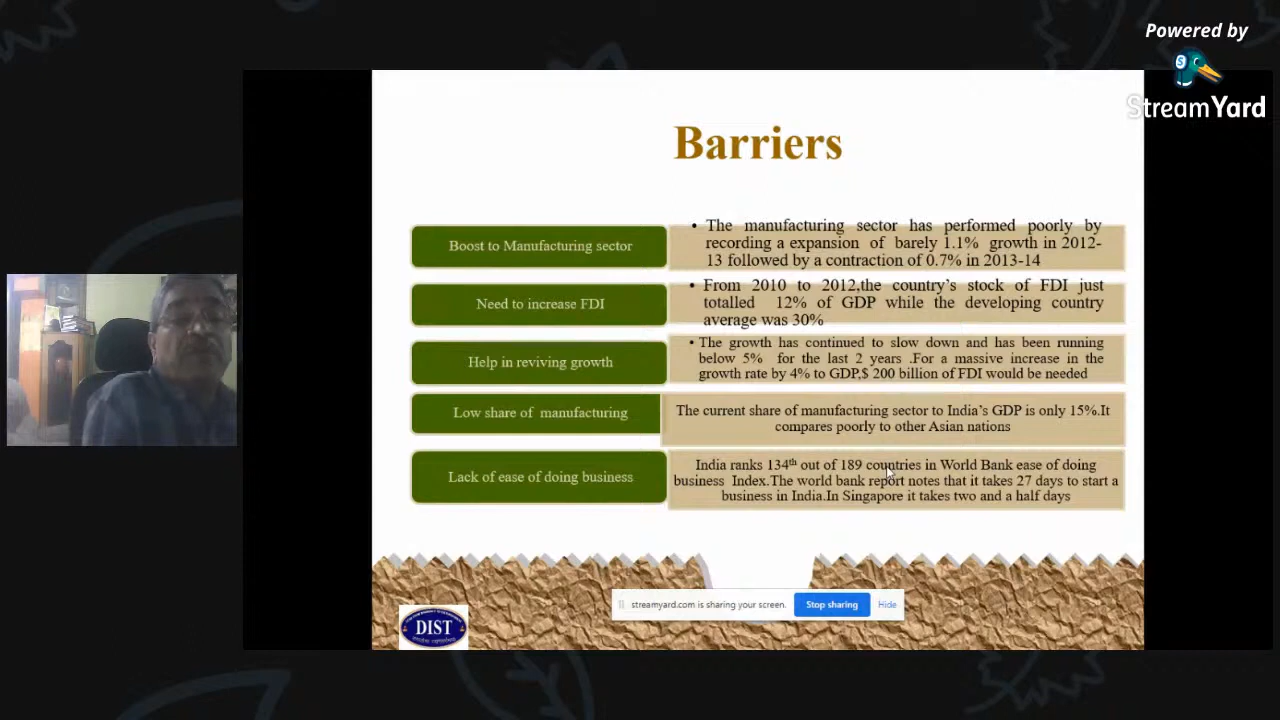 Powered by
StreamYard
Barriers
Boost to Manufacturing sector
• The manufacturing sector has performed poorly by
recording a expansion of barely 1.1% growth in 2012-
13 followed by a contraction of 0.7% in 2013-14
Need to increase FDI
• From 2010 to 2012,the country's stock of FDI just
totalled 12% of GDP while the developing country
average was 30%
Help in reviving growth
• The growth has continued to slow down and has been running
below 5% for the last 2 years .For a massive increase in the
growth rate by 4% to GDP,$ 200 billion of FDI would be needed
Low share of manufacturing
The current share of manufacturing sector to India's GDP is only 15%.It
compares poorly to other Asian nations
Lack of ease of doing business
India ranks 134th out of 189 countries in World Bank ease of doing
business Index.The world bank report notes that it takes 27 days to start a
business in India.In Singapore it takes two and a half days
streamyard.com is sharing your screen.
Stop sharing
Hide
DIST